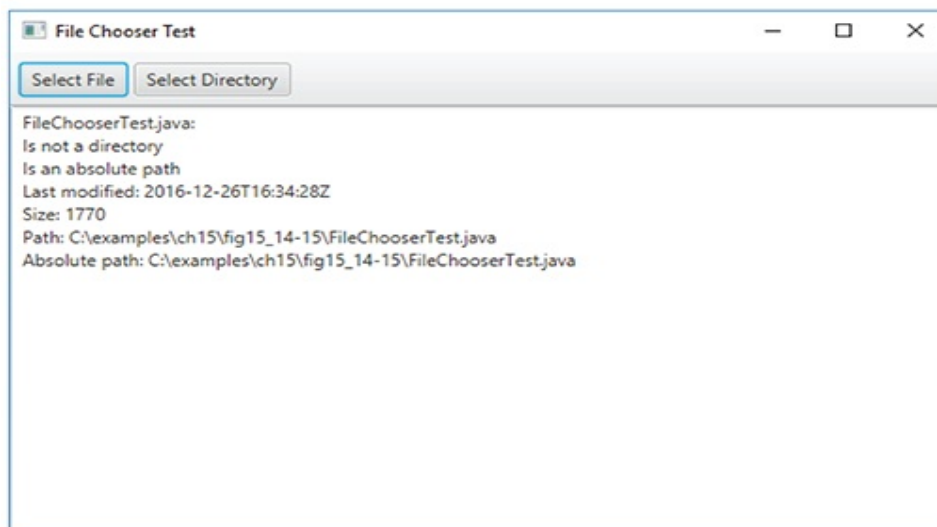 File Chooser Test
Select File Select Directory
FileChooserTest.java:
Is not a directory
Is an absolute path
Last modified: 2016-12-26T16:34:28Z
Size: 1770
Path: C:\examples\ch15\fig15_14-15\FileChooserTest.java
Absolute path: C:\examples\ch15\fig15_14-15\FileChooserTest.java